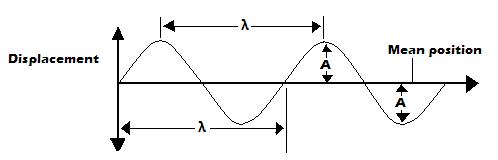 λ
Displacement
Mean position
A
A
λ